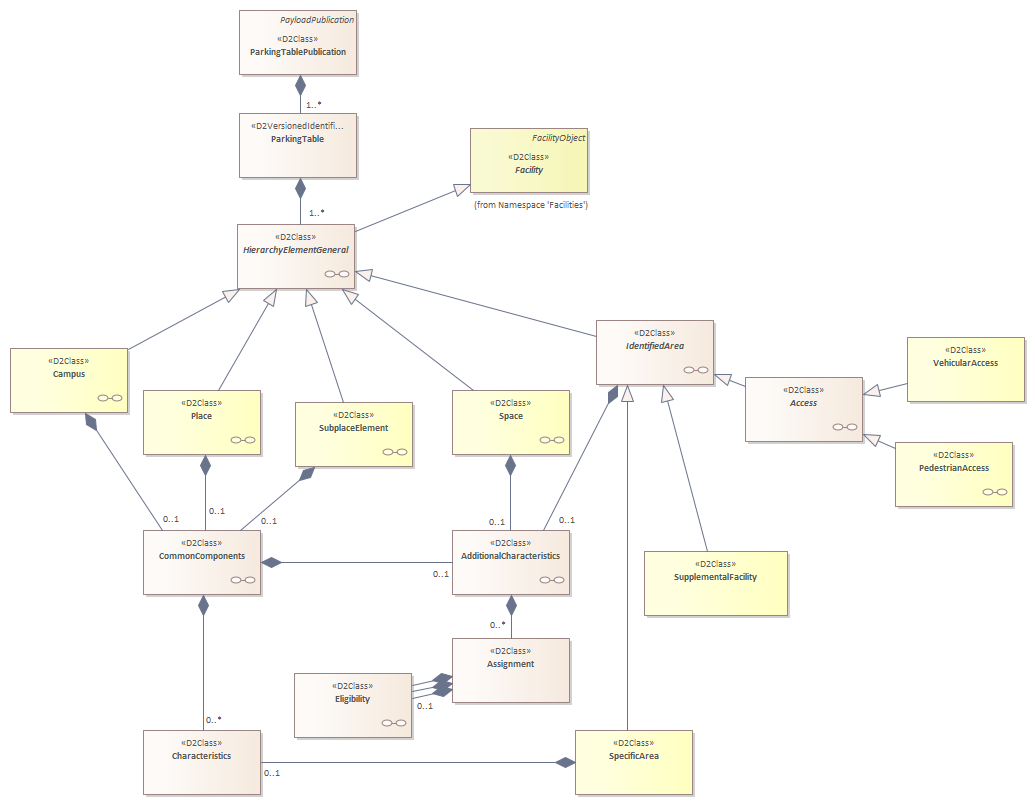 PayloadPublication
«D2Class»
ParkingTablePublication
1..*
«D2VersionedIdentifi...
ParkingTable
1..*
FacilityObject
«D2Class»
Facility
(from Namespace 'Facilities')
«D2Class»
HierarchyElementGeneral
«D2Class»
IdentifiedArea
«D2Class»
VehicularAccess
«D2Class»
Campus
«D2Class»
Access
«D2Class»
Place
«D2Class»
SubplaceElement
«D2Class»
Space
«D2Class»
PedestrianAccess
0..1
0..1
0..1
0..1
0..1
«D2Class»
CommonComponents
«D2Class»
AdditionalCharacteristics
0..1
«D2Class»
SupplementalFacility
0..*
«D2Class»
Assignment
«D2Class»
Eligibility
0..1
0..*
«D2Class»
Characteristics
0..1
«D2Class»
SpecificArea